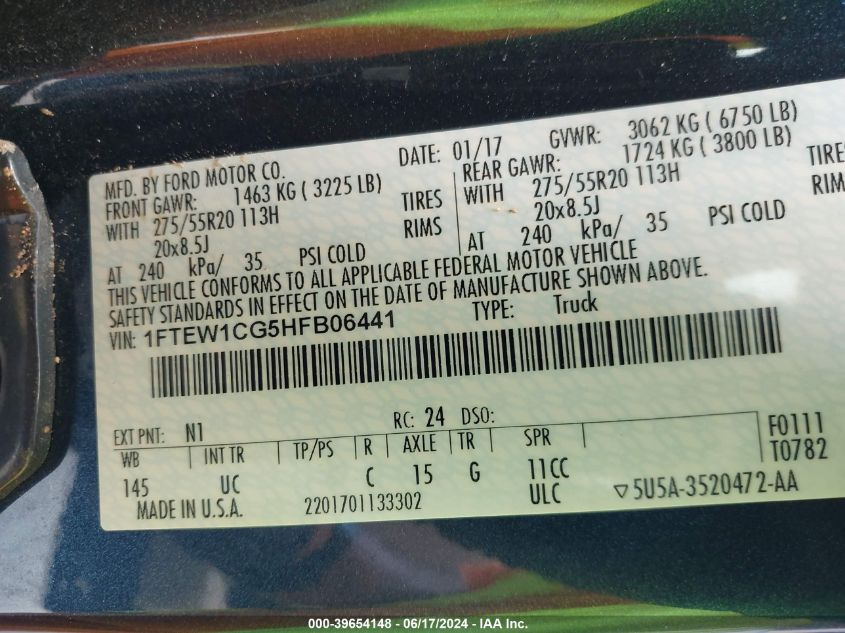 MFD. BY FORD MOTOR CO. DATE: 01/17 GVWR: 3062 KG ( 6750 LB)
FRONT GAWR: 1463 KG ( 3225 LB) REAR GAWR: 1724 KG ( 3800 LB)
WITH 275/55R20 113H TIRES WITH 275/55R20 113H TIRE
20x8.5J RIMS 20x8.5J RIM
AT 240 kPa/ 35 PSI COLD AT 240 kPa/ 35 PSI COLD
THIS VEHICLE CONFORMS TO ALL APPLICABLE FEDERAL MOTOR VEHICLE
SAFETY STANDARDS IN EFFECT ON THE DATE OF MANUFACTURE SHOWN ABOVE.
VIN: 1FTEW1CG5HFB06441 TYPE: Truck
EXT PNT: N1 RC: 24 DSO: F0111
WB INT TR TP/PS R AXLE TR SPR T0782
145 UC C 15 G 11CC
ULC ▽5U5A-3520472-AA
MADE IN U.S.A. 2201701133302
000-39654148 - 06/17/2024 - IAA Inc.